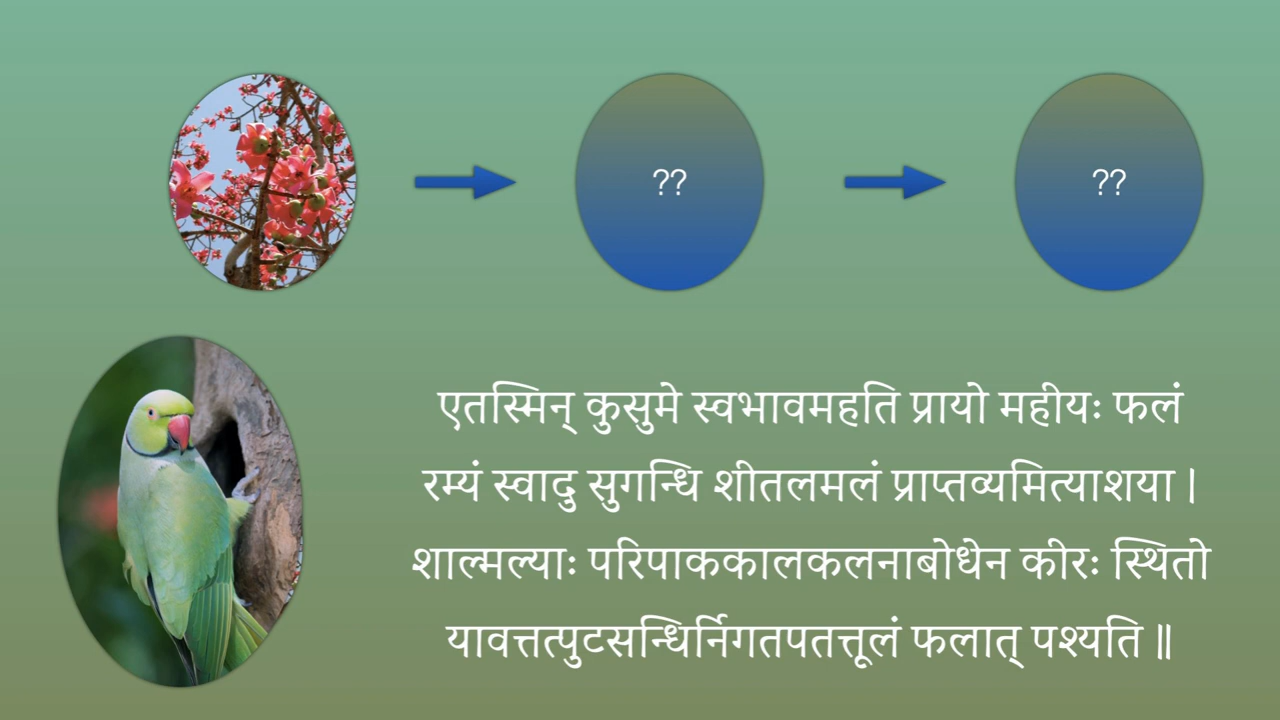 ??
??
एतस्मिन् कुसुमे स्वभावमहति प्रायो महीयः फलं
रम्यं स्वादु सुगन्धि शीतलमलं प्राप्तव्यमित्याशया ।
शाल्मल्याः परिपाककालकलनाबोधेन कीरः स्थितो
यावत्तत्पुटसन्धिर्निगतपतत्तूलं फलात् पश्यति ॥